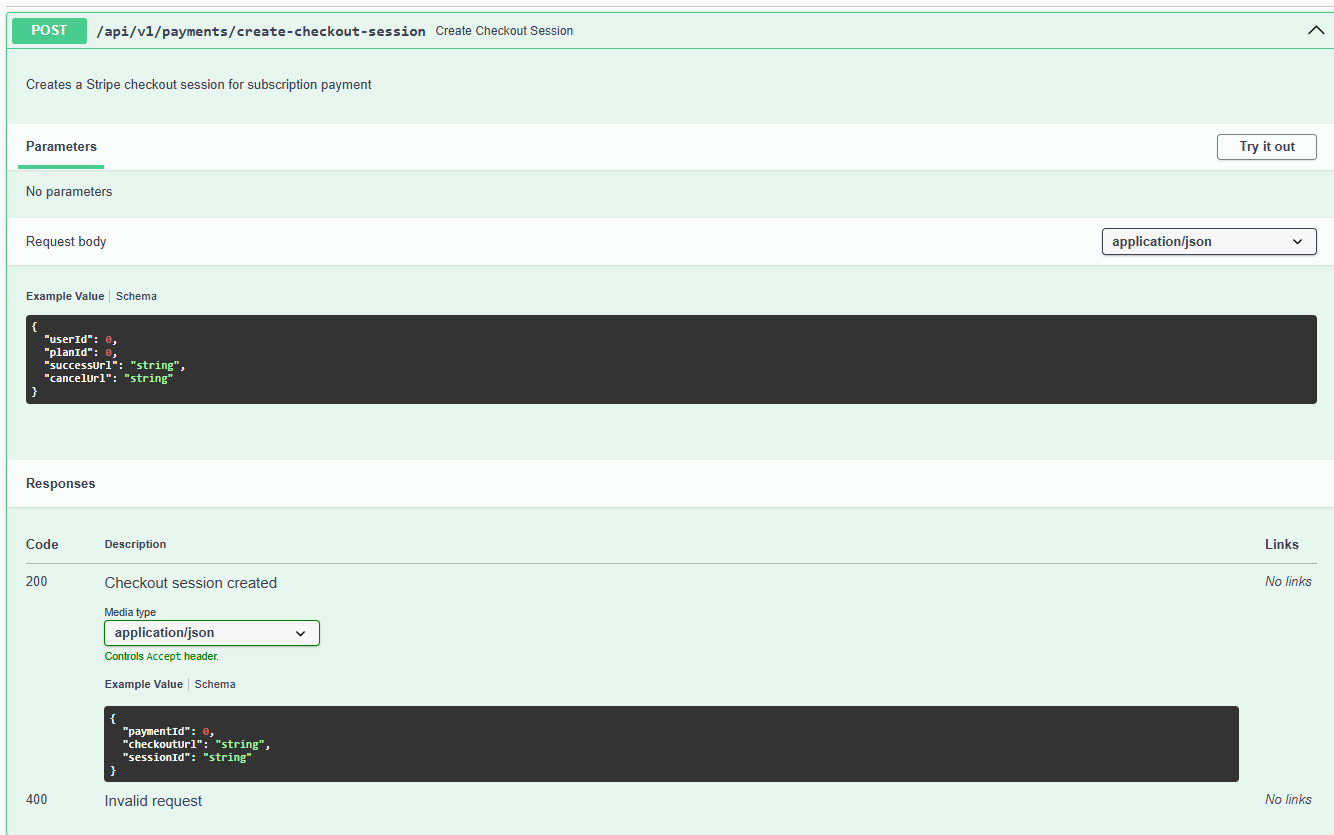 POST /api/v1/payments/create-checkout-session Create Checkout Session
Creates a Stripe checkout session for subscription payment
Parameters
Try it out
No parameters
Request body
application/json
Example Value | Schema
{
  "userId": 0,
  "planId": 0,
  "successUrl": "string",
  "cancelUrl": "string"
}
Responses
Code Description Links
200 Checkout session created No links
Media type
application/json
Controls Accept header.
Example Value | Schema
{
  "paymentId": 0,
  "checkoutUrl": "string",
  "sessionId": "string"
}
400 Invalid request No links